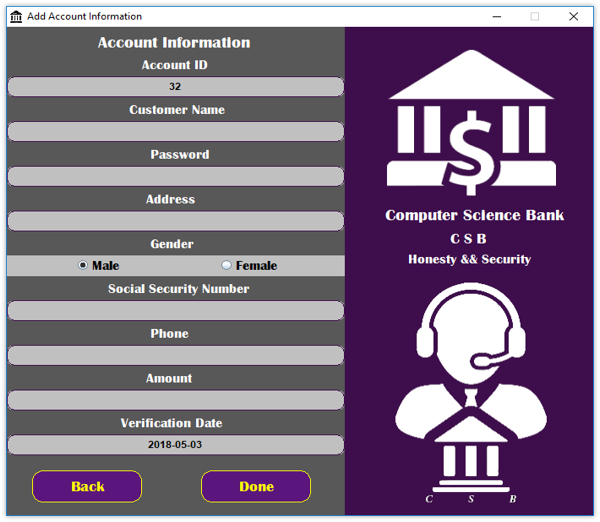 Add Account Information
Account Information
Account ID
32
Customer Name
Password
Address
Gender
Male Female
Social Security Number
Phone
Amount
Verification Date
2018-05-03
Back Done
$
Computer Science Bank
C S B
Honesty && Security
C S B